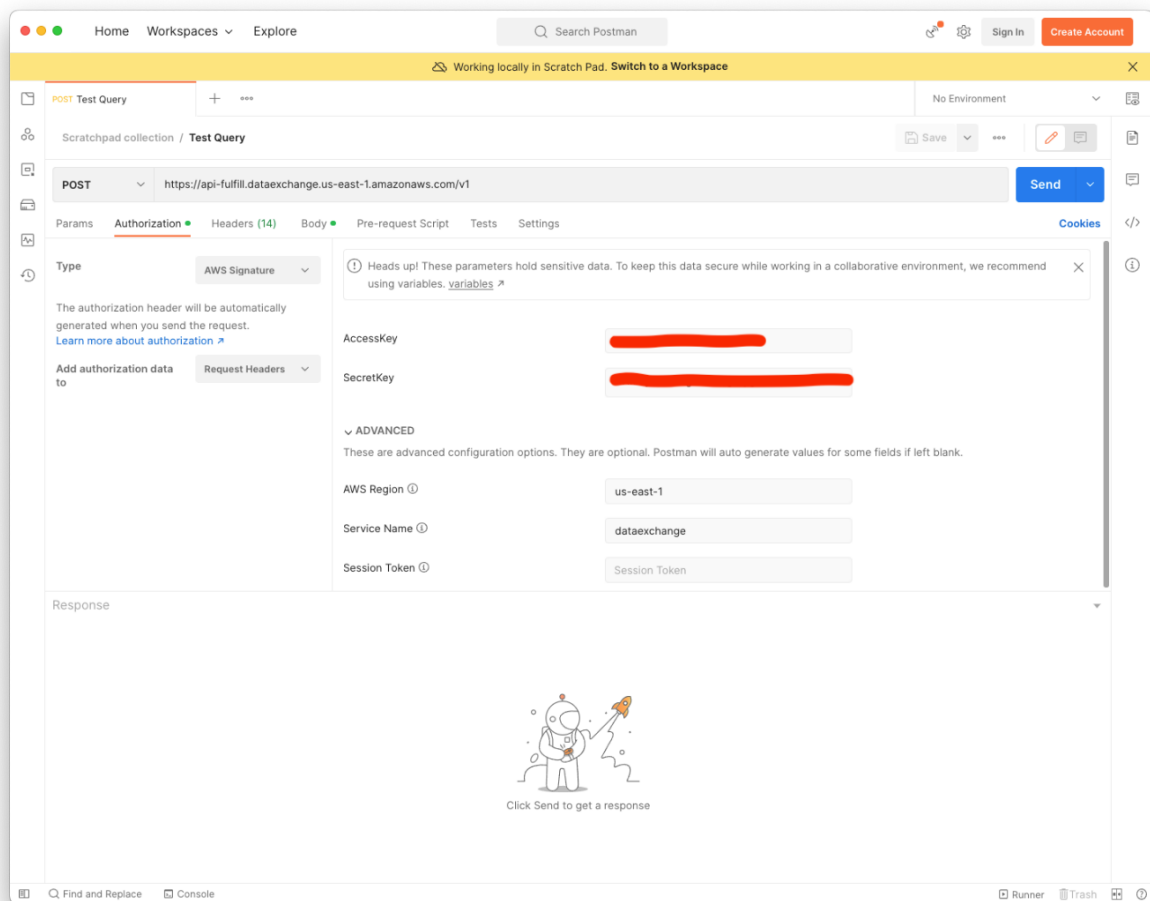 Home Workspaces Explore Search Postman Sign In Create Account
Working locally in Scratch Pad. Switch to a Workspace
POST Test Query No Environment
Scratchpad collection / Test Query Save
POST https://api-fulfill.dataexchange.us-east-1.amazonaws.com/v1 Send
Params Authorization Headers (14) Body Pre-request Script Tests Settings Cookies
Type AWS Signature
The authorization header will be automatically
generated when you send the request.
Learn more about authorization ↗
Add authorization data
to
Request Headers
Heads up! These parameters hold sensitive data. To keep this data secure while working in a collaborative environment, we recommend
using variables. variables ↗
AccessKey
SecretKey
ADVANCED
These are advanced configuration options. They are optional. Postman will auto generate values for some fields if left blank.
AWS Region us-east-1
Service Name dataexchange
Session Token Session Token
Response
Click Send to get a response
Find and Replace Console Runner Trash